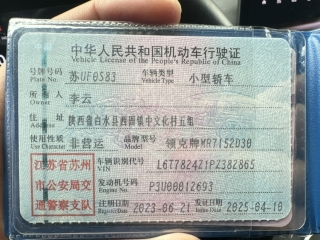 中华人民共和国机动车行驶证
Vehicle License of the People's Republic of China
号牌号码 苏UF0583 车辆类型 小型轿车
Plate No. Vehicle Type
所有人 李云
Owner
住址 陕西省白水县西固镇中文化村五组
Address
使用性质 非营运 品牌型号 领克牌MR7152D30
Use Character Model
江苏省苏州
市公安局交
通警察支队
车辆识别代号 L6T782421PZ382865
VIN
发动机号码 P3U00012693
Engine No.
注册日期 2023-06-21 发证日期 2025-04-10
Register Date Issue Date